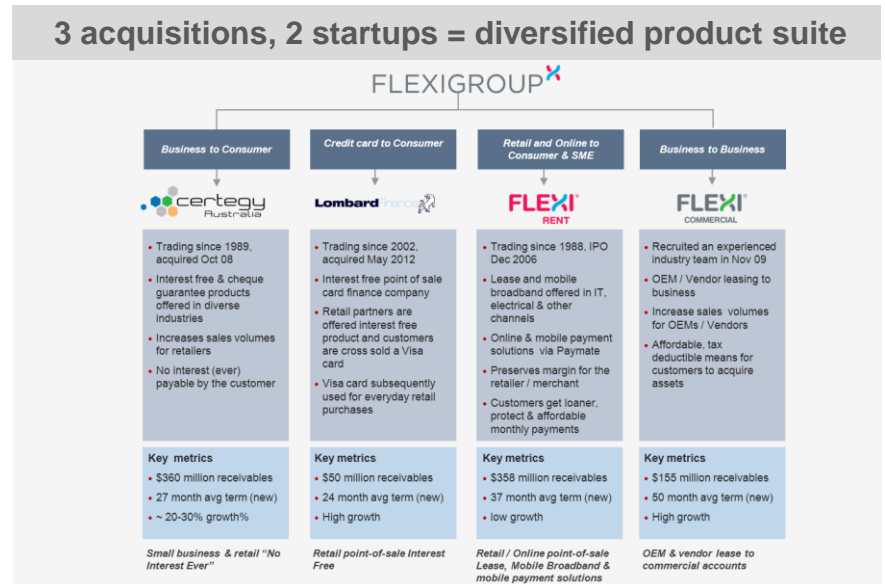 3 acquisitions, 2 startups = diversified product suite
FLEXIGROUP
Business to Consumer
certegy
Australia
• Trading since 1989,
acquired Oct 08
• Interest free & cheque
guarantee products
offered in diverse
industries
• Increases sales volumes
for retailers
• No interest (ever)
payable by the customer
Key metrics
• $360 million receivables
• 27 month avg term (new)
• ~ 20-30% growth%
Small business & retail “No
Interest Ever”
Credit card to Consumer
LombardFinance
• Trading since 2002,
acquired May 2012
• Interest free point of sale
card finance company
• Retail partners are
offered interest free
product and customers
are cross sold a Visa
card
• Visa card subsequently
used for everyday retail
purchases
Key metrics
• $50 million receivables
• 24 month avg term (new)
• High growth
Retail point-of-sale Interest
Free
Retail and Online to
Consumer & SME
FLEXI®
RENT
• Trading since 1988, IPO
Dec 2006
• Lease and mobile
broadband offered in IT,
electrical & other
channels
• Online & mobile payment
solutions via Paymate
• Preserves margin for the
retailer / merchant
• Customers get loaner,
protect & affordable
monthly payments
Key metrics
• $358 million receivables
• 37 month avg term (new)
• low growth
Retail / Online point-of-sale
Lease, Mobile Broadband &
mobile payment solutions
Business to Business
FLEXI®
COMMERCIAL
• Recruited an experienced
industry team in Nov 09
• OEM / Vendor leasing to
business
• Increase sales volumes
for OEMs / Vendors
• Affordable, tax
deductible means for
customers to acquire
assets
Key metrics
• $155 million receivables
• 50 month avg term (new)
• High growth
OEM & vendor lease to
commercial accounts